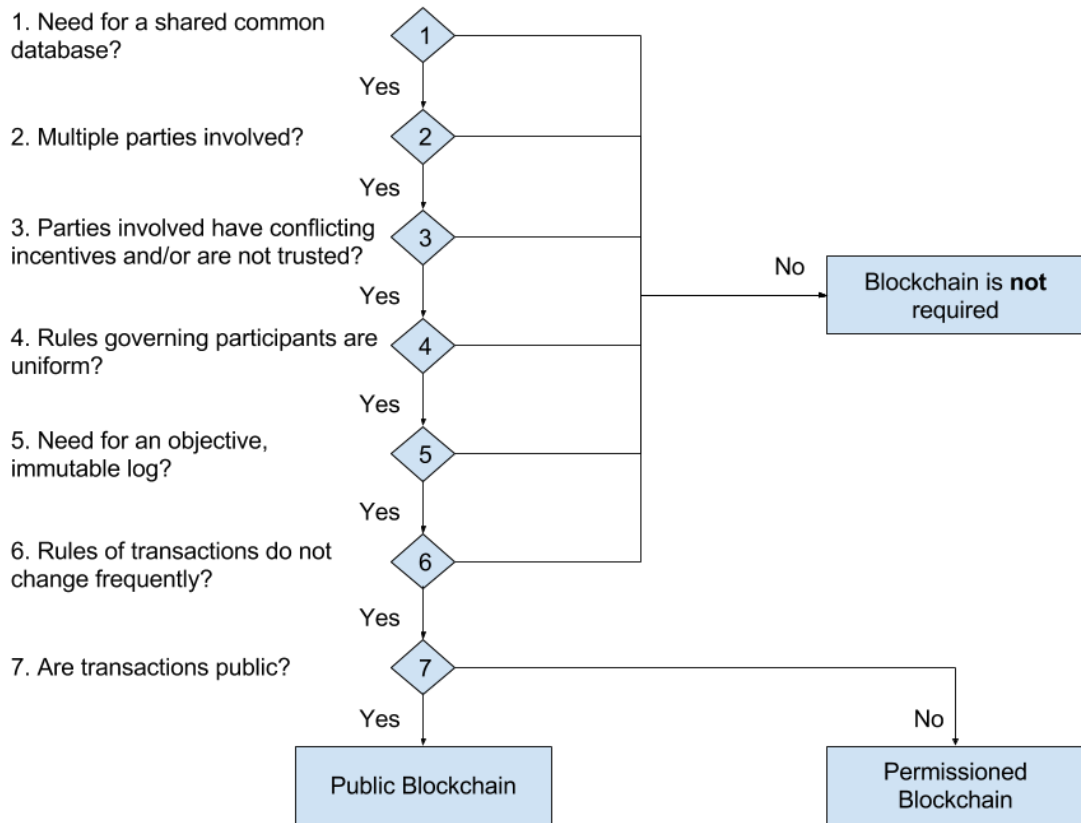 1. Need for a shared common
database?
1
Yes
2. Multiple parties involved?
2
Yes
3. Parties involved have conflicting
incentives and/or are not trusted?
3
No
Blockchain is not
required
Yes
4. Rules governing participants are
uniform?
4
Yes
5. Need for an objective,
immutable log?
5
Yes
6. Rules of transactions do not
change frequently?
6
Yes
7. Are transactions public?
7
Yes
No
Public Blockchain
Permissioned
Blockchain